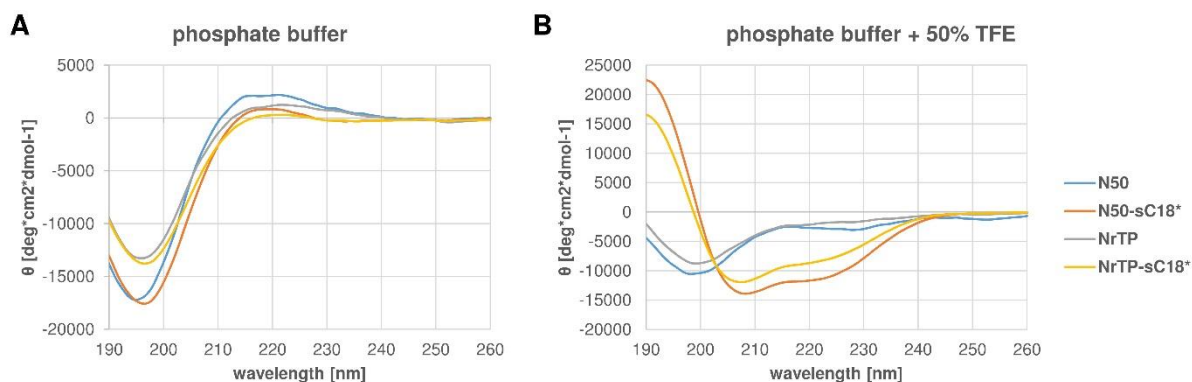 A
phosphate buffer
5000
0
-5000
-10000
-15000
-20000
θ [deg*cm2*dmol-1]
190 200 210 220 230 240 250 260
wavelength [nm]
B
phosphate buffer + 50% TFE
25000
20000
15000
10000
5000
0
-5000
-10000
-15000
-20000
θ [deg*cm2*dmol-1]
190 200 210 220 230 240 250 260
wavelength [nm]
N50
N50-sC18*
NrTP
NrTP-sC18*